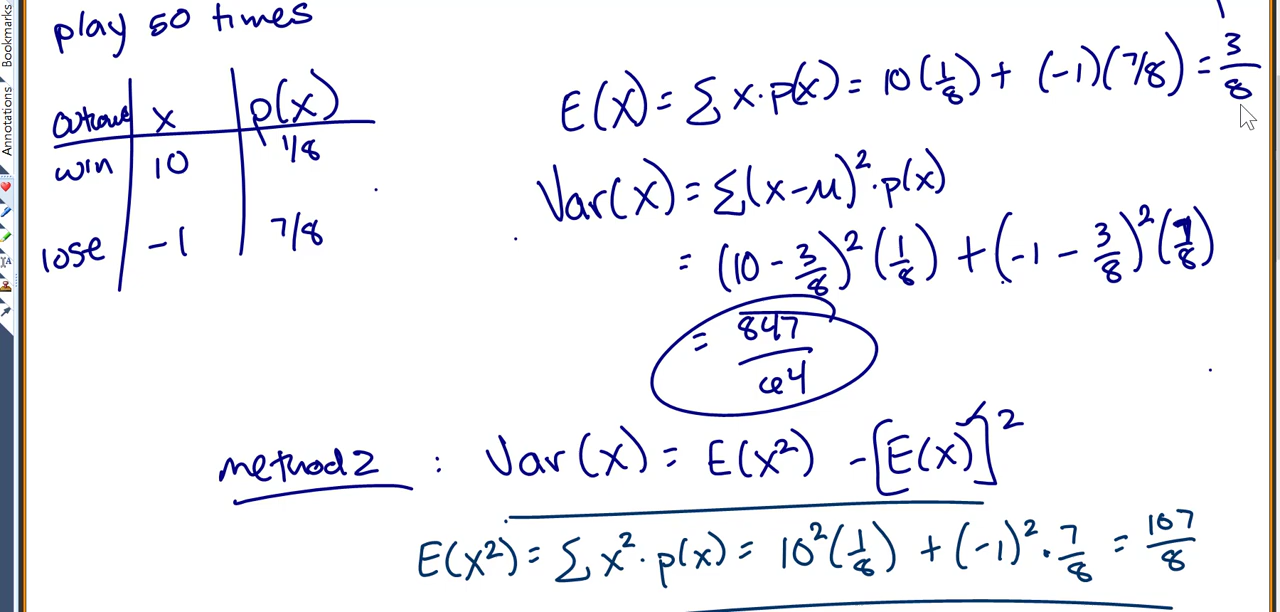 Bookmarks
Annotations
play 50 times
outcome x p(x)
win 10 1/8
lose -1 7/8
E(X) = ∑ x·p(x) = 10(1/8) + (-1)(7/8) = 3/8
Var(x) = ∑(x-μ)²·p(x)
= (10 - 3/8)²(1/8) + (-1 - 3/8)²(7/8)
= 847/64
method 2 : Var(x) = E(x²) - [E(x)]²
E(x²) = ∑ x²·p(x) = 10²(1/8) + (-1)²·7/8 = 107/8